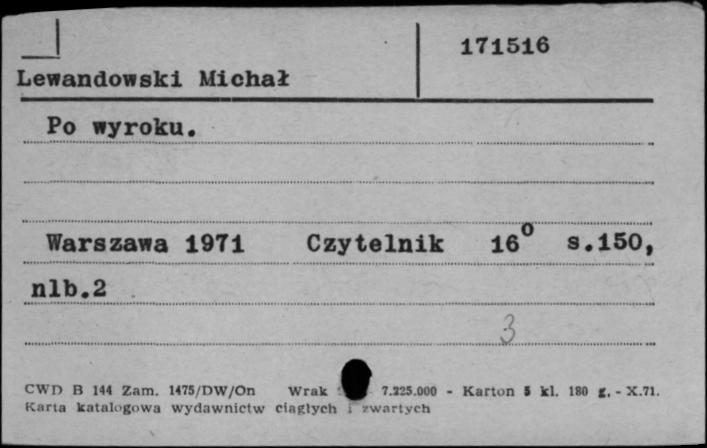 171516
Lewandowski Michał
Po wyroku.
Warszawa 1971 Czytelnik 16⁰ s.150,
nlb.2
3
CWD B 144 Zam. 1475/DW/On Wrak 7.225.000 - Karton 5 kl. 180 g. - X.71.
Karta katalogowa wydawnictw ciągłych i zwartych